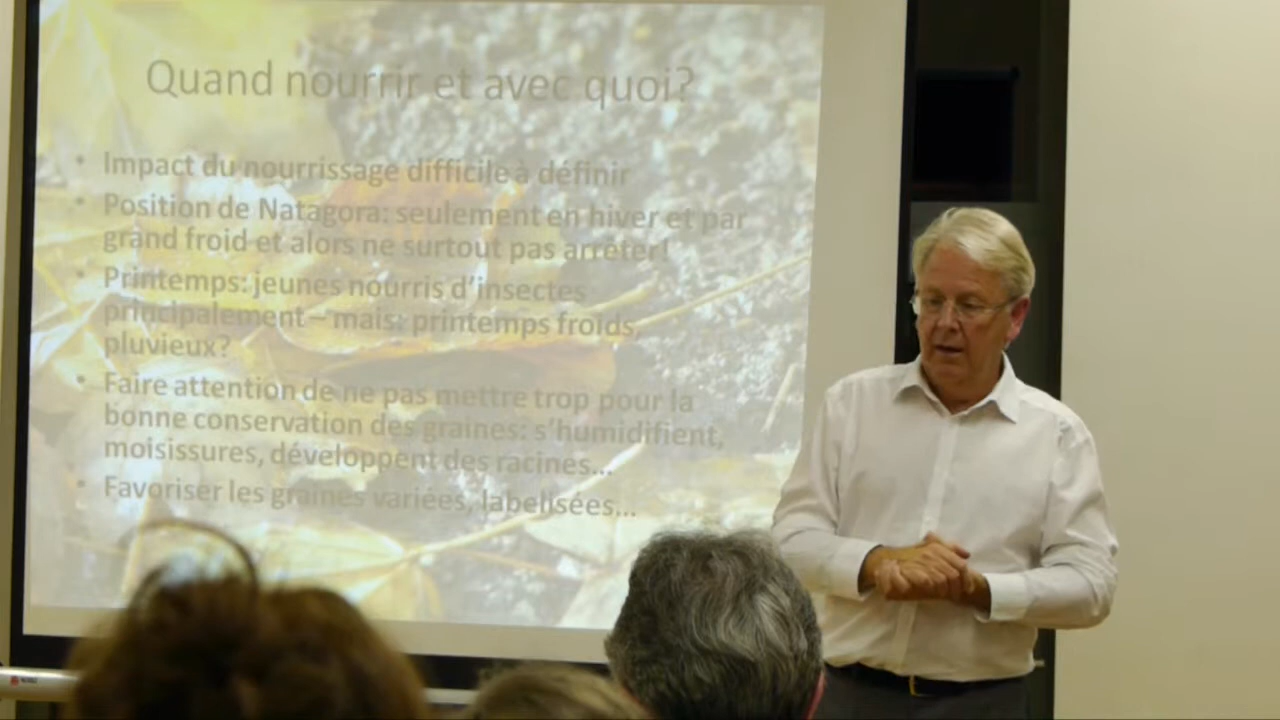 Quand nourrir et avec quoi?
• Impact du nourrissage difficile à définir
• Position de Natagora: seulement en hiver et par
grand froid et alors ne surtout pas arrêter!
• Printemps: jeunes nourris d'insectes
principalement – mais: printemps froids,
pluvieux?
• Faire attention de ne pas mettre trop pour la
bonne conservation des graines: s'humidifient,
moisissures, développent des racines...
• Favoriser les graines variées, labelisées...